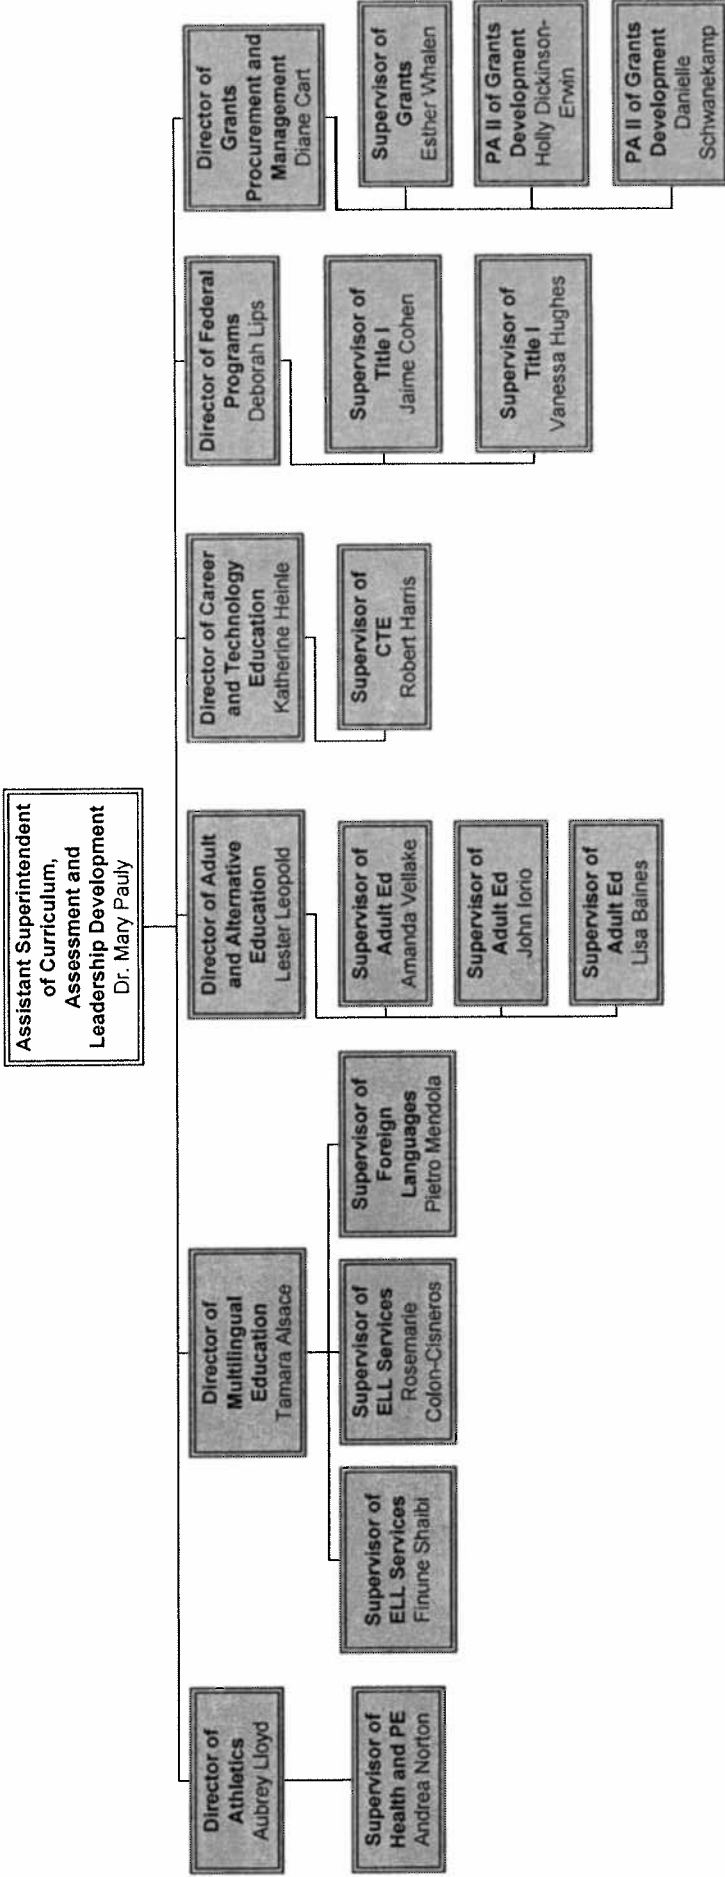 Assistant Superintendent
of Curriculum,
Assessment and
Leadership Development
Dr. Mary Pauly
Director of
Athletics
Aubrey Lloyd
Supervisor of
Health and PE
Andrea Norton
Director of
Multilingual
Education
Tamara Alsace
Supervisor of
ELL Services
Finune Shaibi
Supervisor of
ELL Services
Rosemarie
Colon-Cisneros
Supervisor of
Foreign
Languages
Pietro Mendola
Director of Adult
and Alternative
Education
Lester Leopold
Supervisor of
Adult Ed
Amanda Vellake
Supervisor of
Adult Ed
John Iorio
Supervisor of
Adult Ed
Lisa Baines
Director of Career
and Technology
Education
Katherine Heinle
Supervisor of
CTE
Robert Harris
Director of Federal
Programs
Deborah Lips
Supervisor of
Title I
Jaime Cohen
Supervisor of
Title I
Vanessa Hughes
Director of
Grants
Procurement and
Management
Diane Cart
Supervisor of
Grants
Esther Whalen
PA II of Grants
Development
Holly Dickinson-
Erwin
PA II of Grants
Development
Danielle
Schwanekamp